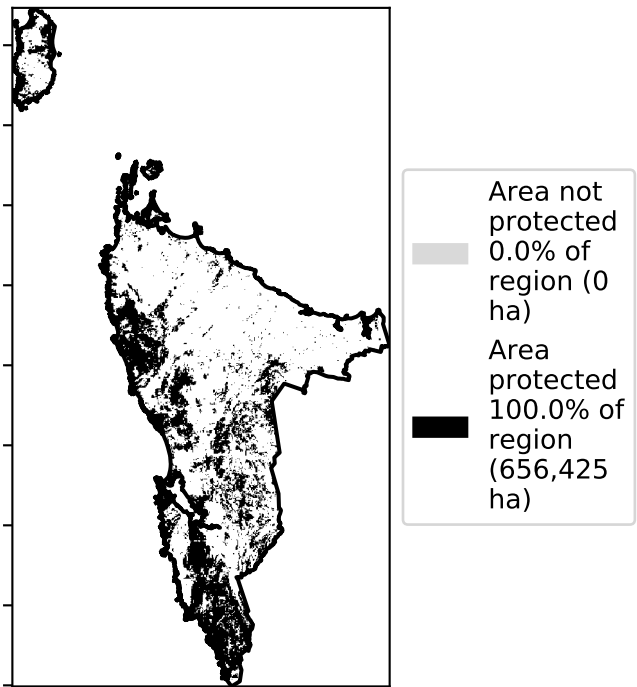 Area not
protected
0.0% of
region (0
ha)
Area
protected
100.0% of
region
(656,425
ha)